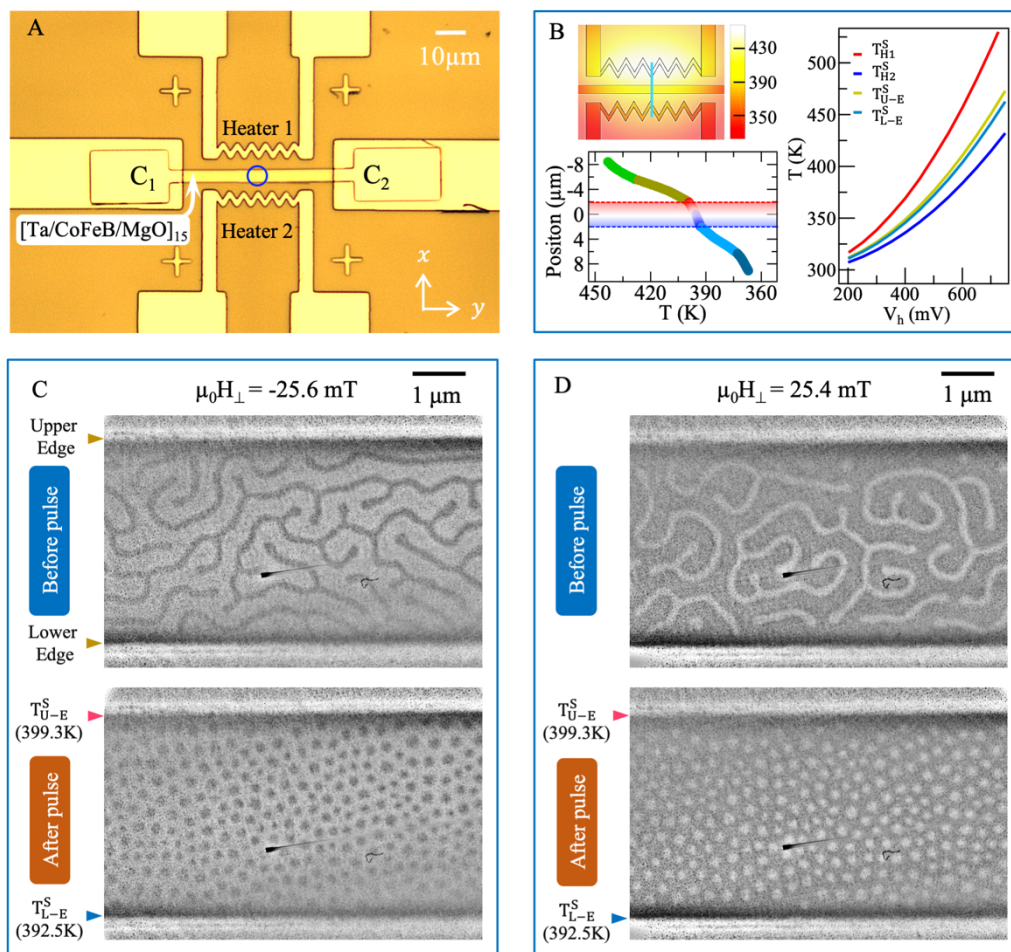 A
10μm
Heater 1
C₁
C₂
[Ta/CoFeB/MgO]₁₅
Heater 2
x
y
B
430
390
350
Positon (μm)
-8
-4
0
4
8
450
420
390
360
T (K)
T^S_H1
T^S_H2
T^S_U-E
T^S_L-E
T (K)
500
450
400
350
300
200
400
600
V_h (mV)
C
μ₀H⊥ = -25.6 mT
1 μm
Upper
Edge
Before pulse
Lower
Edge
T^S_U-E
(399.3K)
After pulse
T^S_L-E
(392.5K)
D
μ₀H⊥ = 25.4 mT
1 μm
Before pulse
T^S_U-E
(399.3K)
After pulse
T^S_L-E
(392.5K)